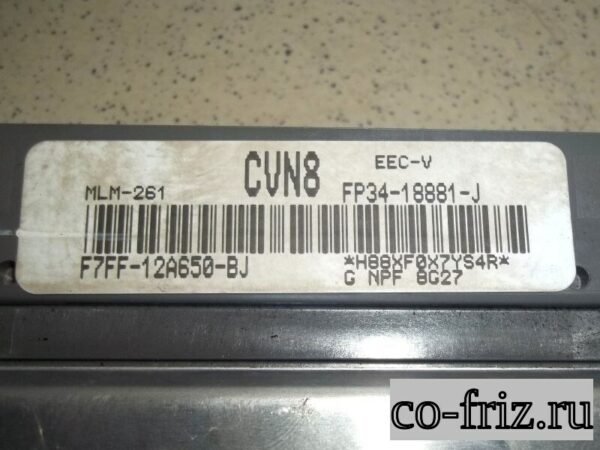 CVN8 EEC-V
MLM-261 FP34-18881-J
F7FF-12A650-BJ *H88XF0X7YS4R*
G NPF 8G27
co-friz.ru